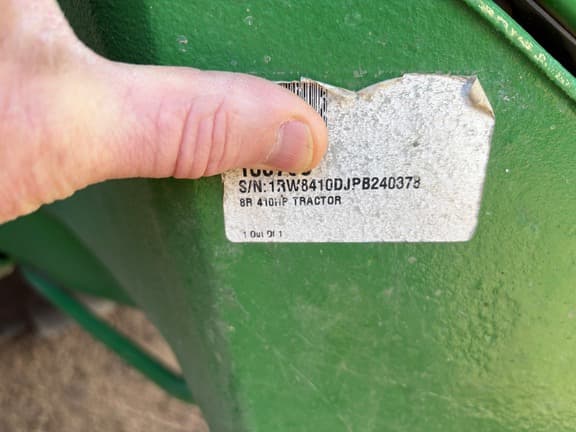 S/N:1RW8410DJPB240378
8R 410HP TRACTOR
1 Out Of 1